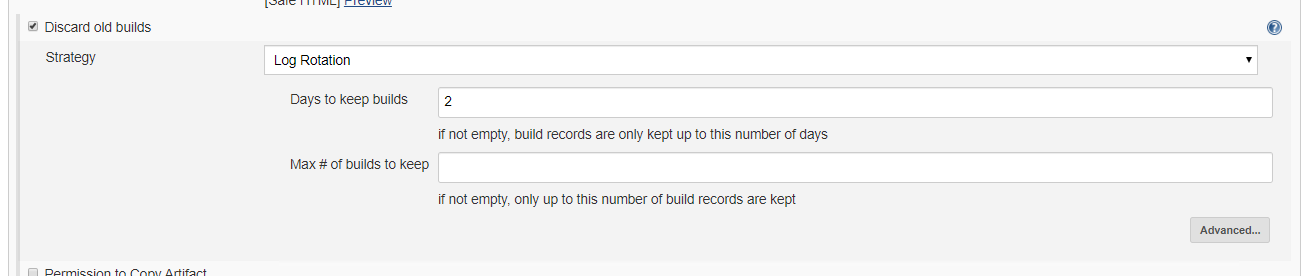 [Safe HTML] Preview
Discard old builds
Strategy
Log Rotation
Days to keep builds
2
if not empty, build records are only kept up to this number of days
Max # of builds to keep
if not empty, only up to this number of build records are kept
Advanced...
Permission to Copy Artifact